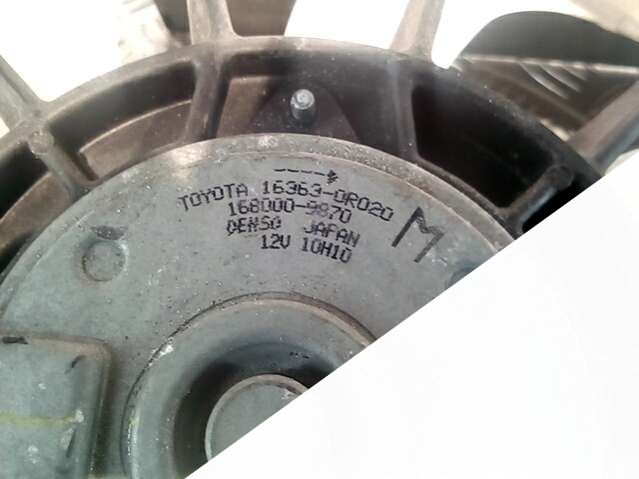 TOYOTA 16363-0R020
168000-9870
DENSO JAPAN
12V 10H10
M